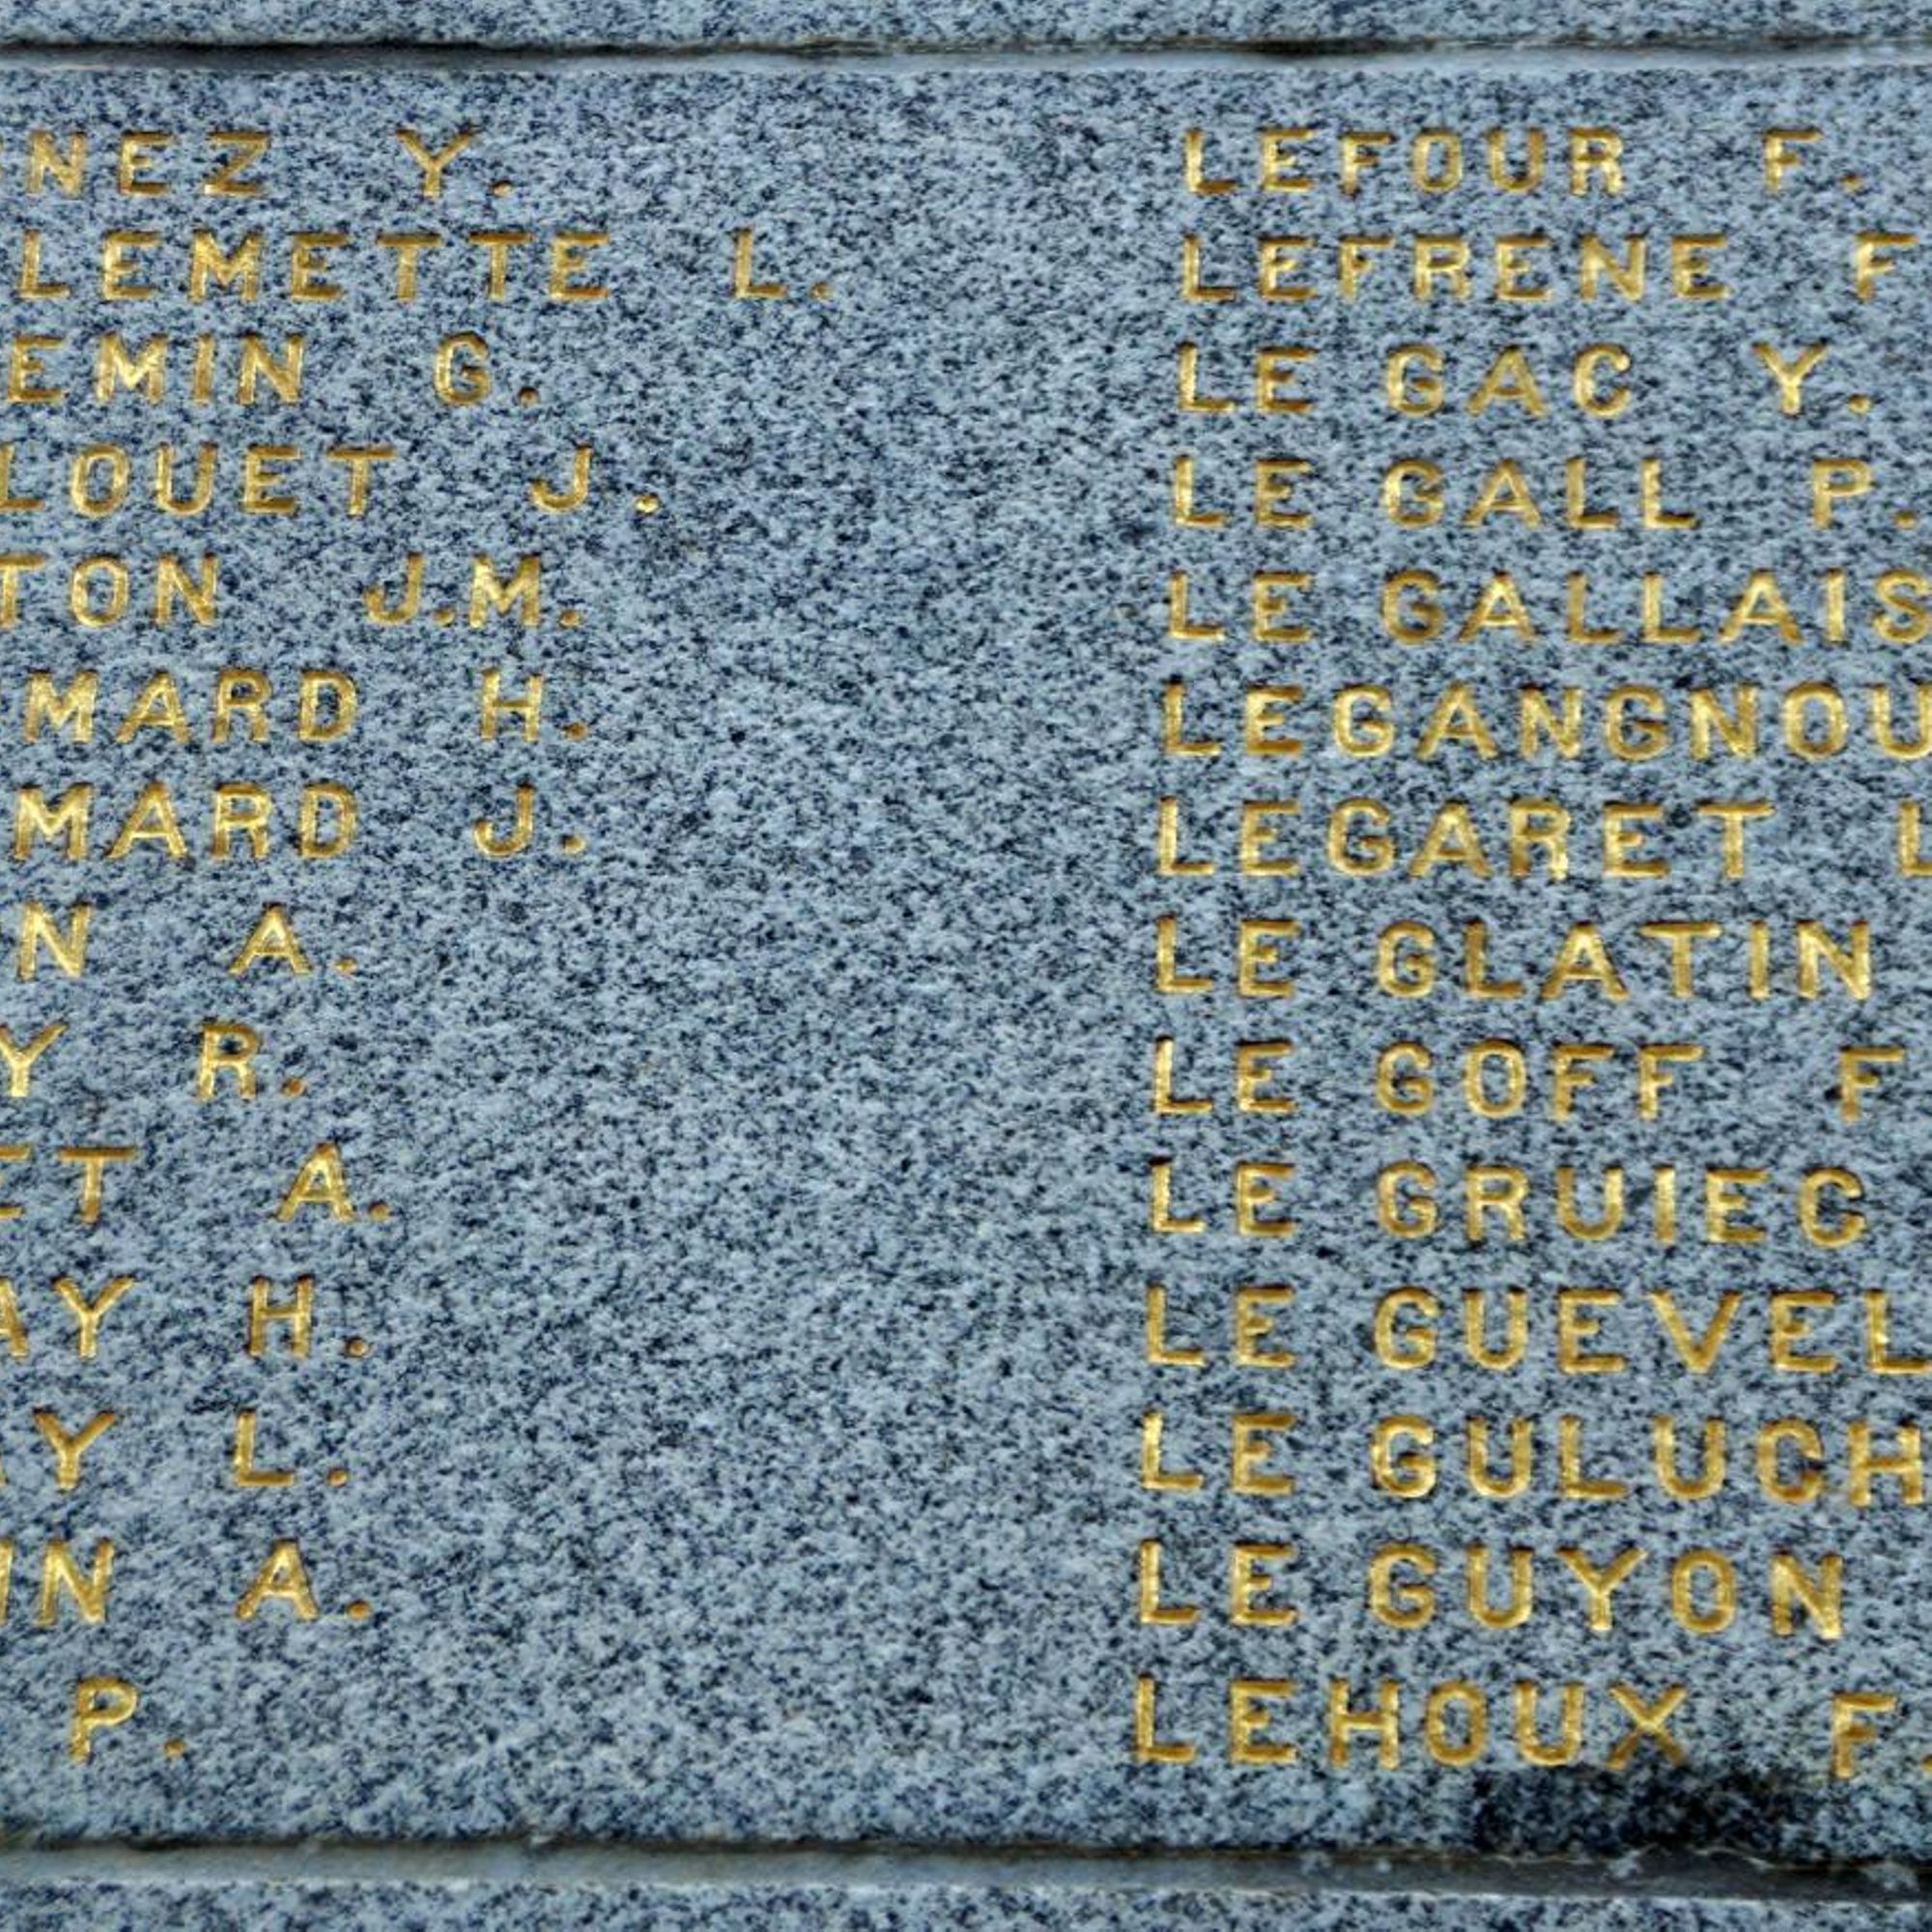 NEZ Y.
LEMETTE L.
EMIN G.
LOUET J.
TON J.M.
MARD H.
MARD J.
N A.
Y R.
ET A.
AY H.
AY L.
IN A.
P.
LEFOUR F.
LEFRENE F
LE GAC Y.
LE GALL P.
LE GALLAIS
LEGANGNOU
LEGARET L
LE GLATIN
LE GOFF F
LE GRUIEC
LE GUEVEL
LE GULUCH
LE GUYON
LEHOUX F.